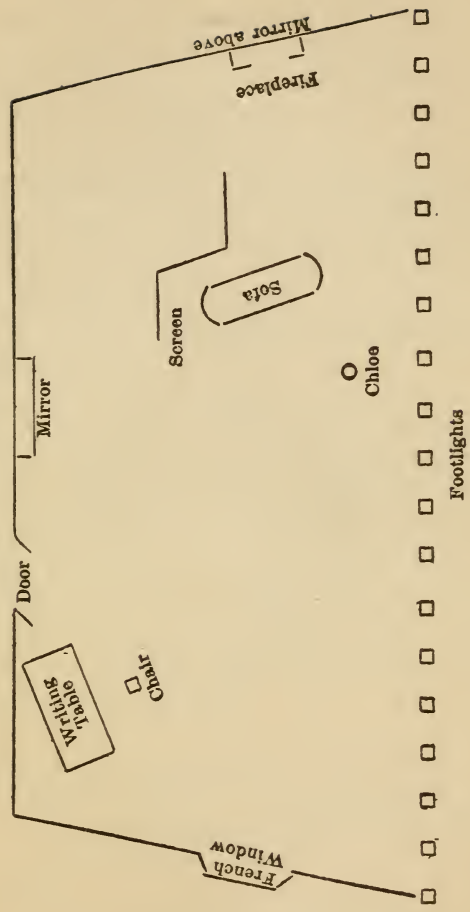 Mirror above
Fireplace
Mirror
Screen
Sofa
Chloe
Door
Writing
Table
Chair
French
Window
Footlights